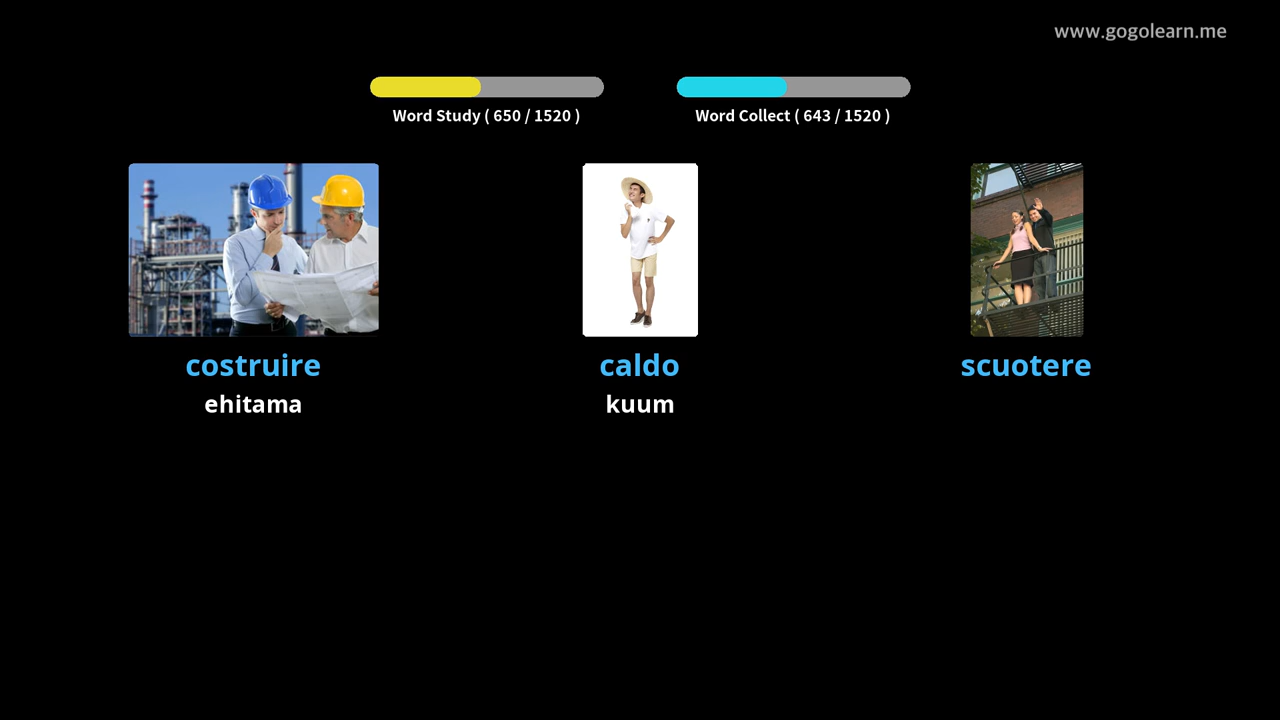 www.gogolearn.me
Word Study ( 650 / 1520 )
Word Collect ( 643 / 1520 )
costruire
ehitama
caldo
kuum
scuotere